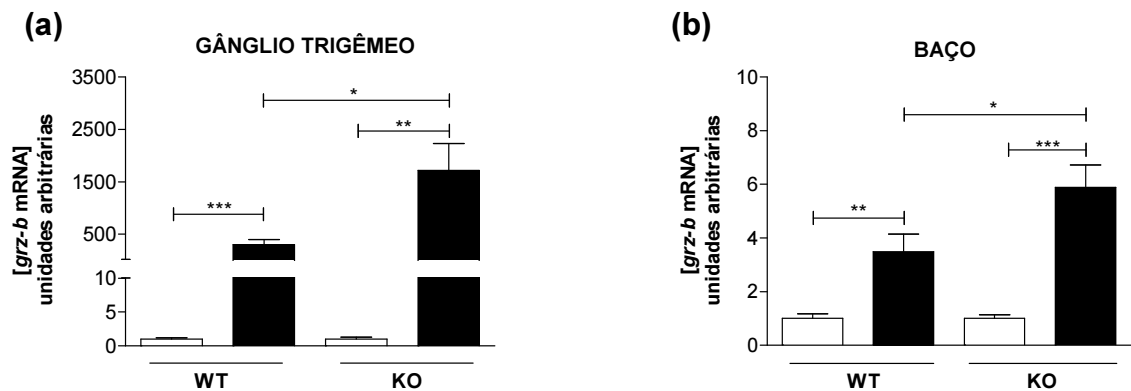 (a)
GÂNGLIO TRIGÊMEO
[grz-b mRNA]
unidades arbitrárias
3500
2500
1500
500
10
5
0
*
**
***
WT
KO
(b)
BAÇO
[grz-b mRNA]
unidades arbitrárias
10
8
6
4
2
0
*
***
**
WT
KO